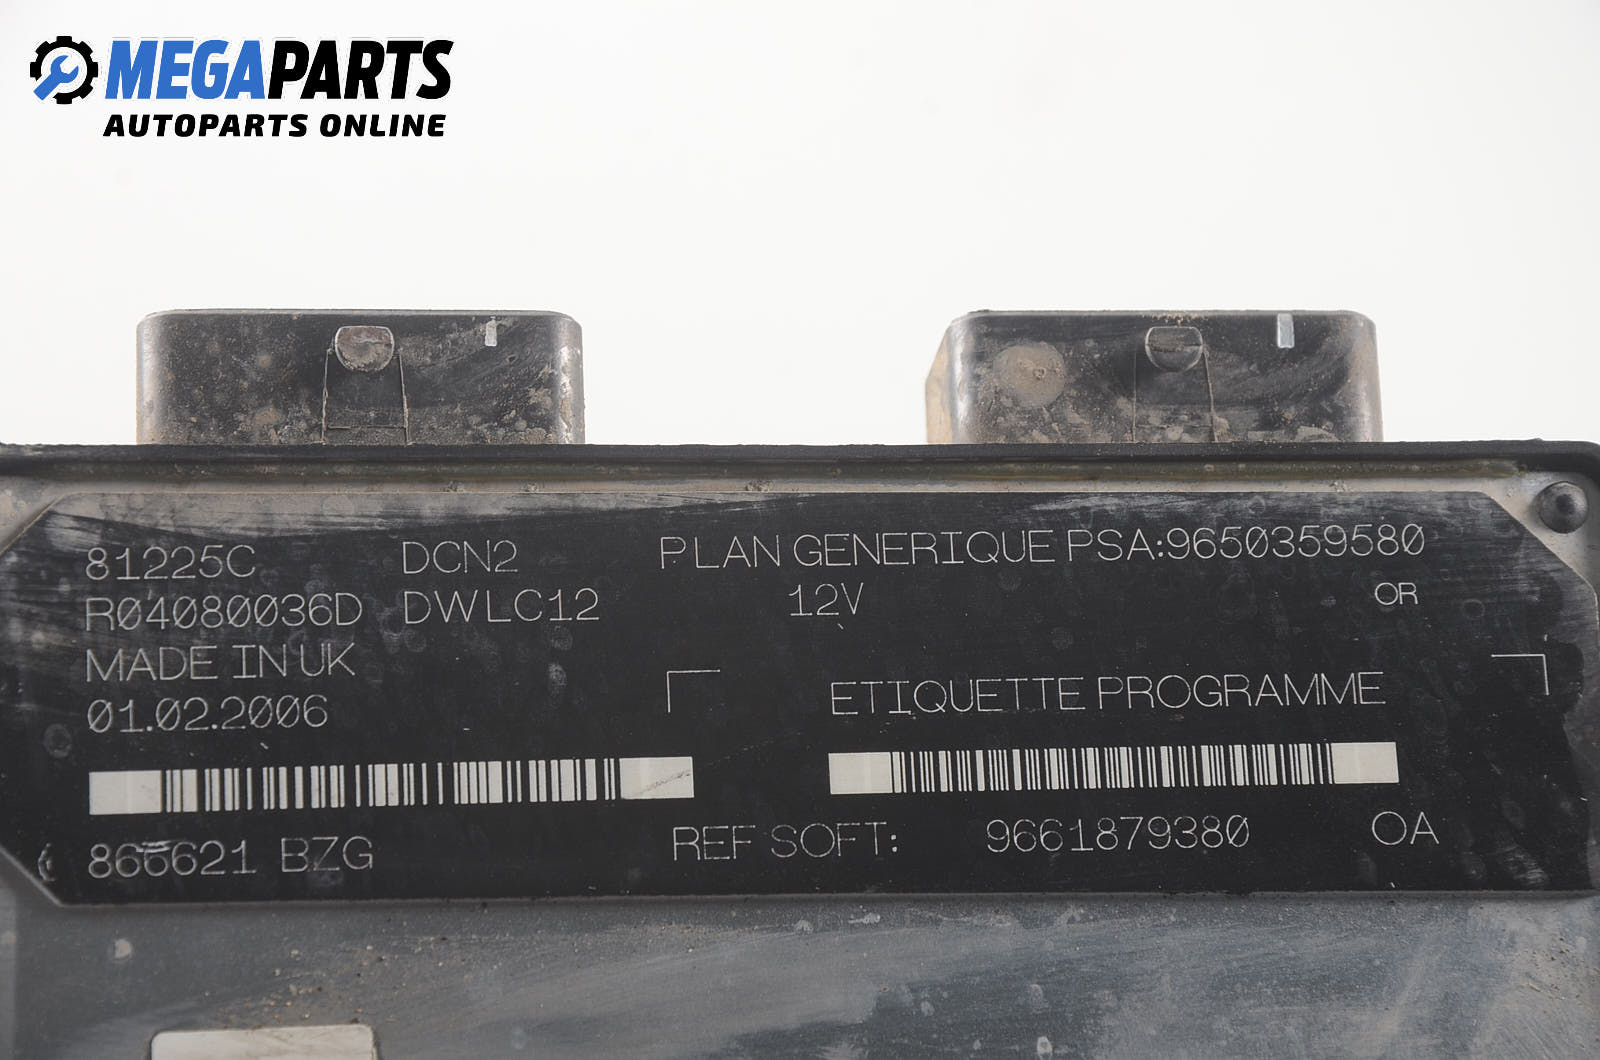 MEGAPARTS
AUTOPARTS ONLINE
81225C DCN2 PLAN GENERIQUE PSA:9650359580
R04080036D DWLC12 12V OR
MADE IN UK
01.02.2006
ETIQUETTE PROGRAMME
866621 BZG REF SOFT: 9661879380 OA